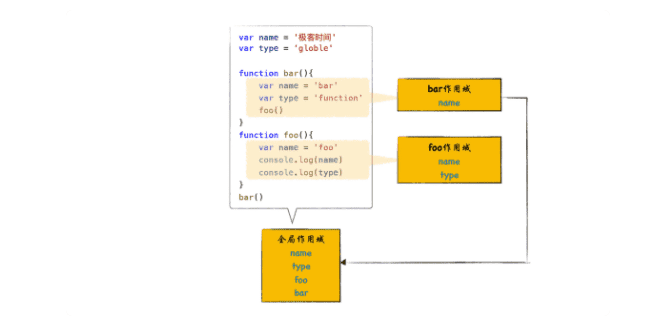 var name = '极客时间'
var type = 'globle'
function bar(){
var name = 'bar'
var type = 'function'
foo()
}
function foo(){
var name = 'foo'
console.log(name)
console.log(type)
}
bar()
bar作用域
name
foo作用域
name
type
全局作用域
name
type
foo
bar